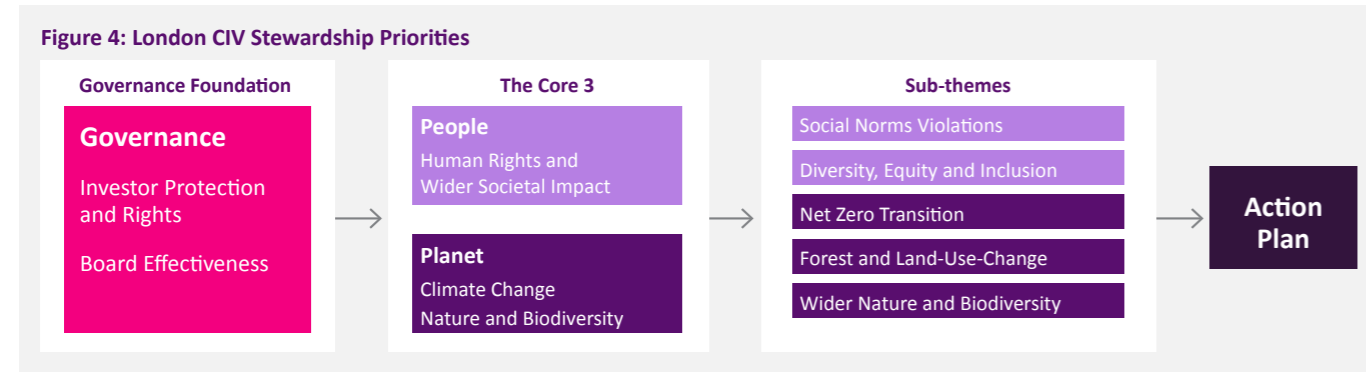 Figure 4: London CIV Stewardship Priorities
Governance Foundation
Governance
Investor Protection
and Rights
Board Effectiveness
The Core 3
People
Human Rights and
Wider Societal Impact
Planet
Climate Change
Nature and Biodiversity
Sub-themes
Social Norms Violations
Diversity, Equity and Inclusion
Net Zero Transition
Forest and Land-Use-Change
Wider Nature and Biodiversity
Action
Plan